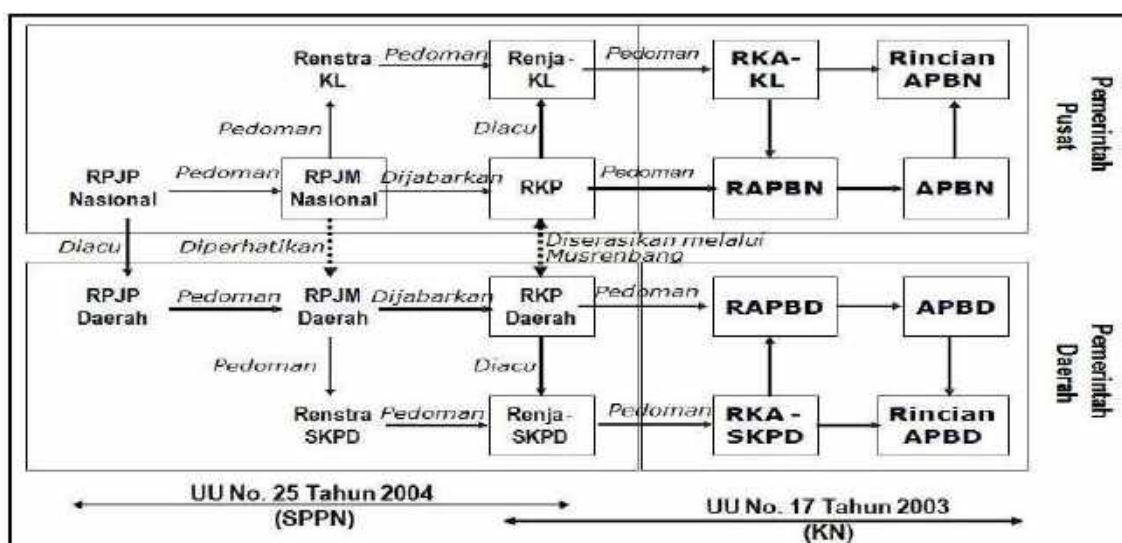 Renstra
KL
Pedoman
Renja-
KL
Pedoman
RKA-
KL
Rincian
APBN
Pedoman
Diacu
RPJP
Nasional
Pedoman
RPJM
Nasional
Dijabarkan
RKP
Pedoman
RAPBN
APBN
Pemerintah
Pusat
Diacu
Diperhatikan
Diserasikan melalui
Musrenbang
RPJP
Daerah
Pedoman
RPJM
Daerah
Dijabarkan
RKP
Daerah
Pedoman
RAPBD
APBD
Pedoman
Diacu
Renstra
SKPD
Pedoman
Renja-
SKPD
Pedoman
RKA -
SKPD
Rincian
APBD
Pemerintah
Daerah
UU No. 25 Tahun 2004
(SPPN)
UU No. 17 Tahun 2003
(KN)